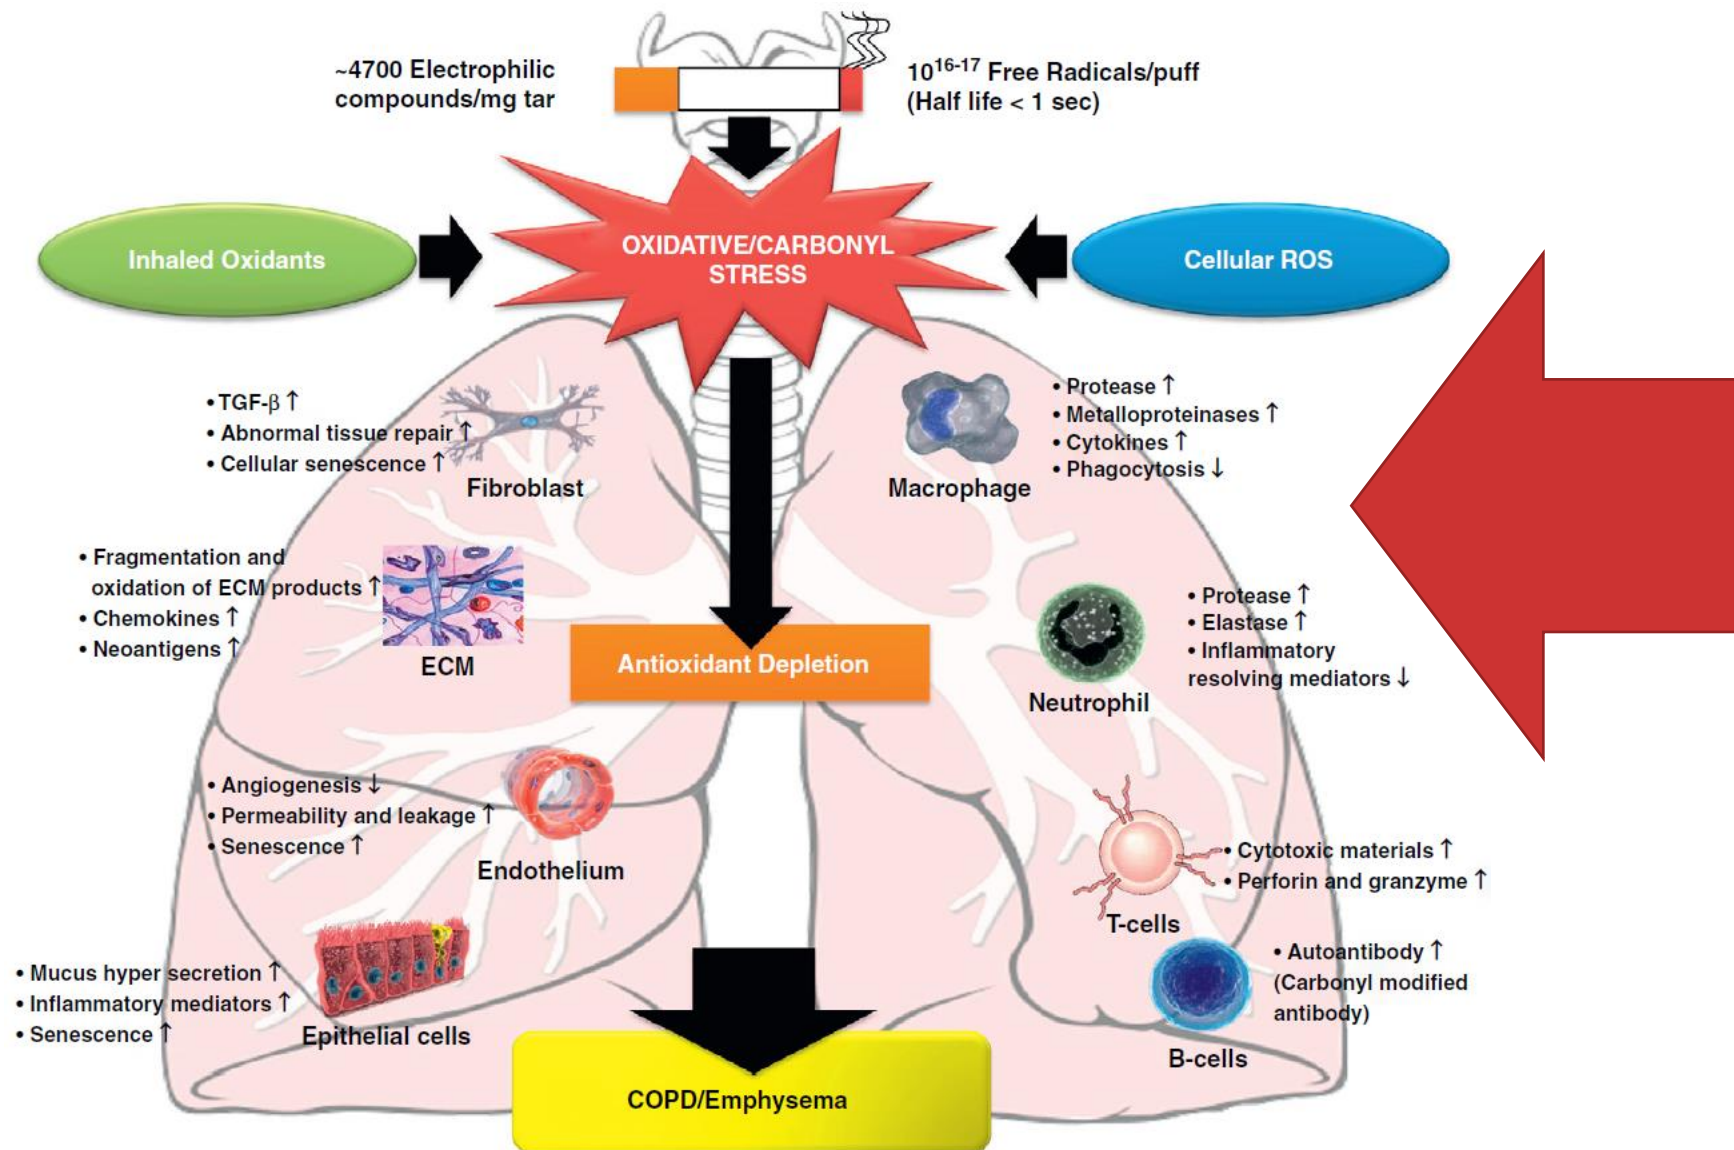 ~4700 Electrophilic
compounds/mg tar
10¹⁶⁻¹⁷ Free Radicals/puff
(Half life < 1 sec)
Inhaled Oxidants
OXIDATIVE/CARBONYL
STRESS
Cellular ROS
• TGF-β ↑
• Abnormal tissue repair ↑
• Cellular senescence ↑
Fibroblast
• Protease ↑
• Metalloproteinases ↑
• Cytokines ↑
• Phagocytosis ↓
Macrophage
• Fragmentation and
oxidation of ECM products ↑
• Chemokines ↑
• Neoantigens ↑
ECM
Antioxidant Depletion
• Protease ↑
• Elastase ↑
• Inflammatory
resolving mediators ↓
Neutrophil
• Angiogenesis ↓
• Permeability and leakage ↑
• Senescence ↑
Endothelium
• Cytotoxic materials ↑
• Perforin and granzyme ↑
T-cells
• Mucus hyper secretion ↑
• Inflammatory mediators ↑
• Senescence ↑
Epithelial cells
• Autoantibody ↑
(Carbonyl modified
antibody)
B-cells
COPD/Emphysema